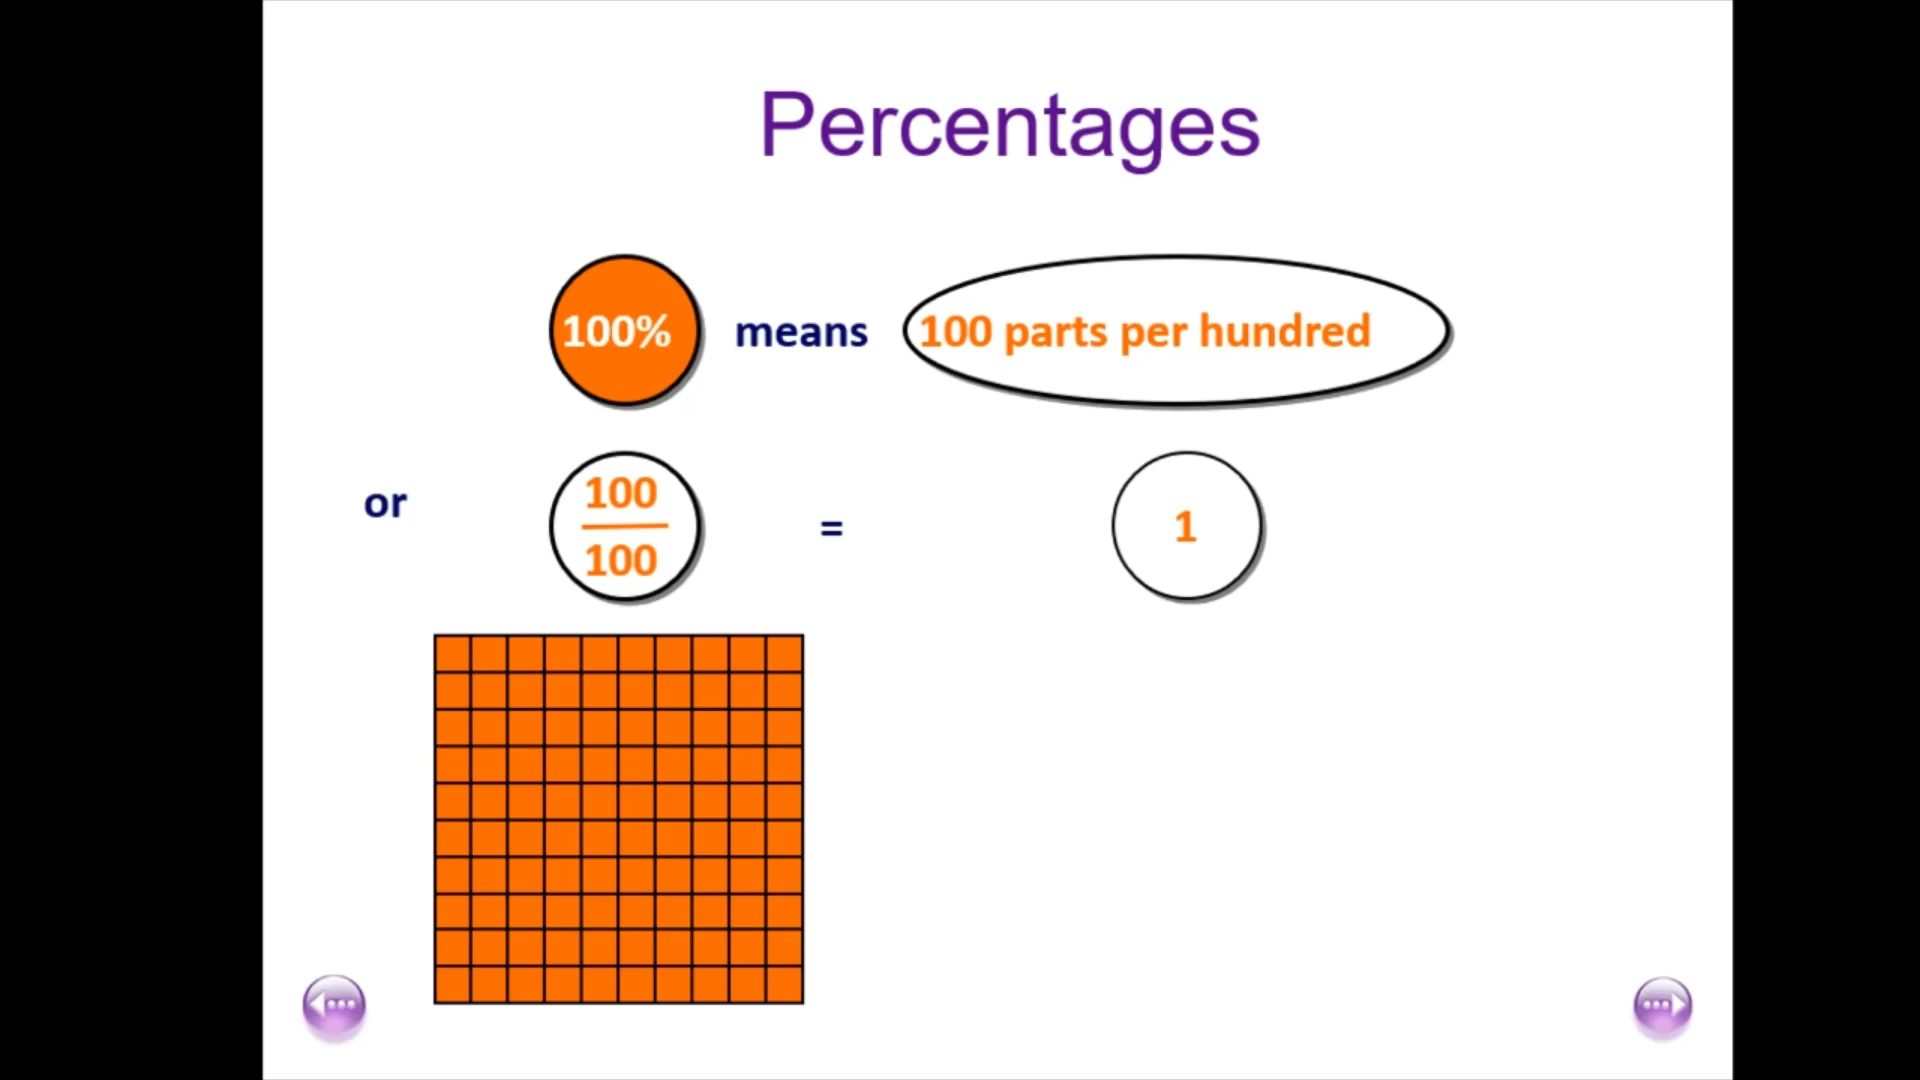 Percentages
100% means 100 parts per hundred
or 100
100
= 1